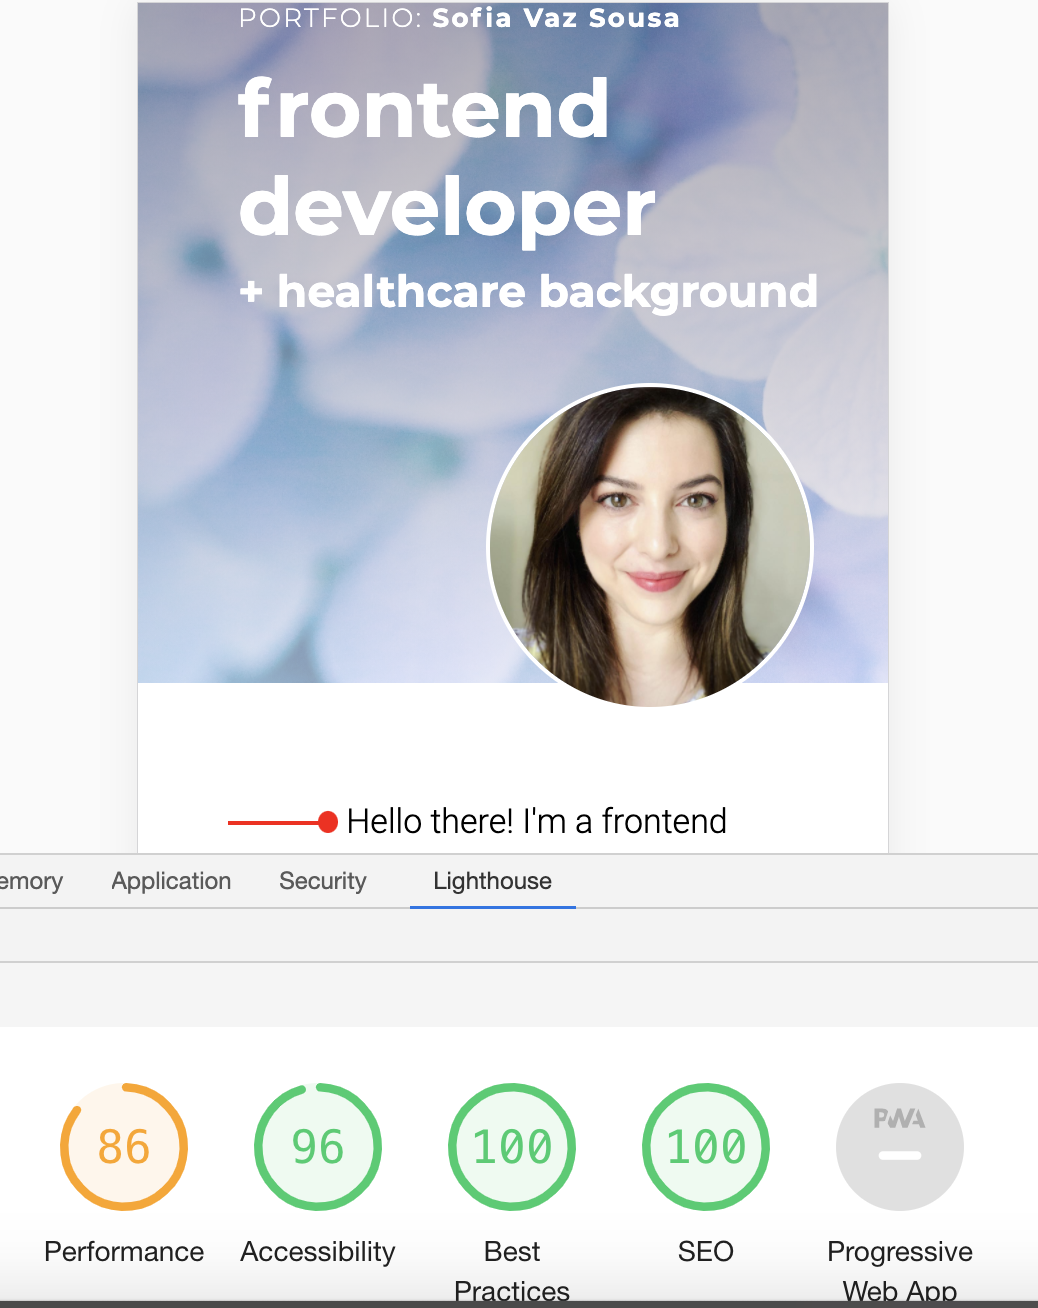 PORTFOLIO: Sofia Vaz Sousa
frontend
developer
+ healthcare background
Hello there! I'm a frontend
emory Application Security Lighthouse
86 96 100 100 PWA
Performance Accessibility Best Practices SEO Progressive Web App